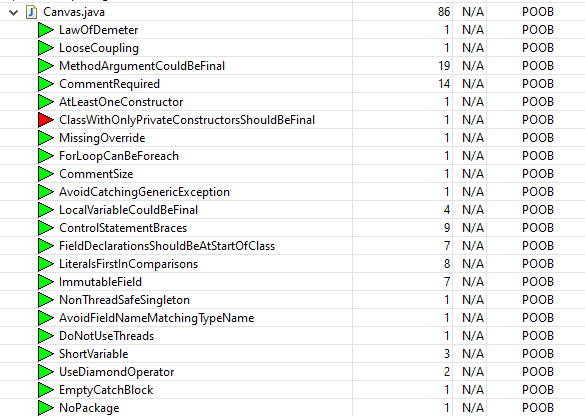 Canvas.java 86 N/A POOB
LawOfDemeter 1 N/A POOB
LooseCoupling 1 N/A POOB
MethodArgumentCouldBeFinal 19 N/A POOB
CommentRequired 14 N/A POOB
AtLeastOneConstructor 1 N/A POOB
ClassWithOnlyPrivateConstructorsShouldBeFinal 1 N/A POOB
MissingOverride 1 N/A POOB
ForLoopCanBeForeach 1 N/A POOB
CommentSize 1 N/A POOB
AvoidCatchingGenericException 1 N/A POOB
LocalVariableCouldBeFinal 4 N/A POOB
ControlStatementBraces 9 N/A POOB
FieldDeclarationsShouldBeAtStartOfClass 7 N/A POOB
LiteralsFirstInComparisons 8 N/A POOB
ImmutableField 7 N/A POOB
NonThreadSafeSingleton 1 N/A POOB
AvoidFieldNameMatchingTypeName 1 N/A POOB
DoNotUseThreads 1 N/A POOB
ShortVariable 3 N/A POOB
UseDiamondOperator 2 N/A POOB
EmptyCatchBlock 1 N/A POOB
NoPackage 1 N/A POOB